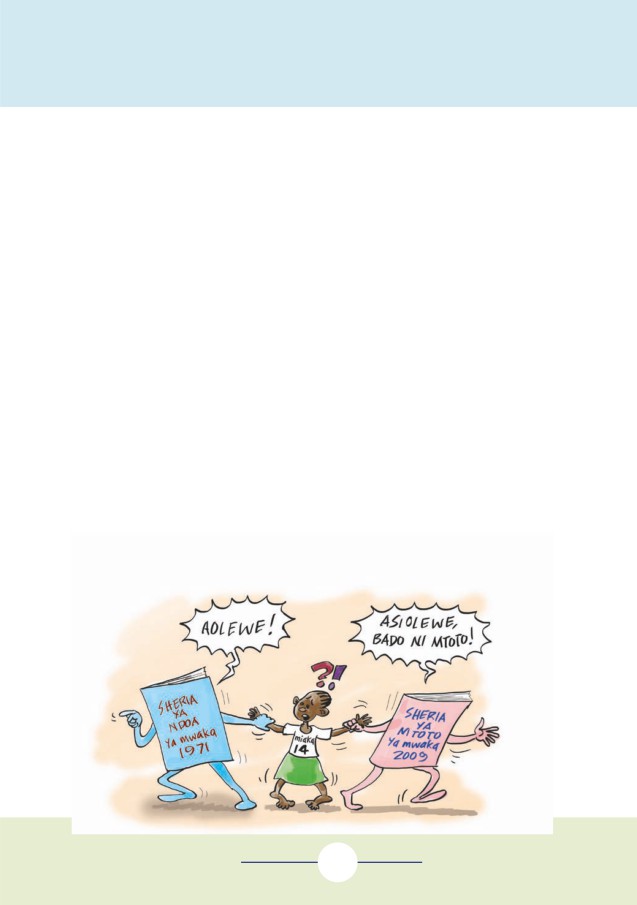 AOLEWE!
ASIOLEWE,
BADO NI MTOTO!
?!
SHERIA
YA
NDOA
Ya mwaka
1971
miaka
14
SHERIA
YA
MTOTO
Ya mwaka
2009